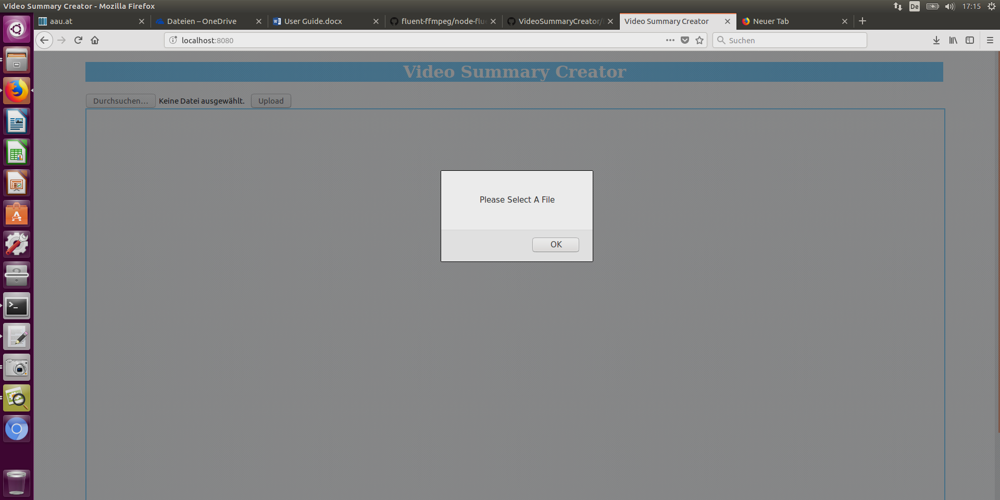 Video Summary Creator - Mozilla Firefox
De
17:15
aau.at
Dateien – OneDrive
User Guide.docx
fluent-ffmpeg/node-flu
VideoSummaryCreator/
Video Summary Creator
Neuer Tab
localhost:8080
Suchen
Video Summary Creator
Durchsuchen…
Keine Datei ausgewählt.
Upload
Please Select A File
OK